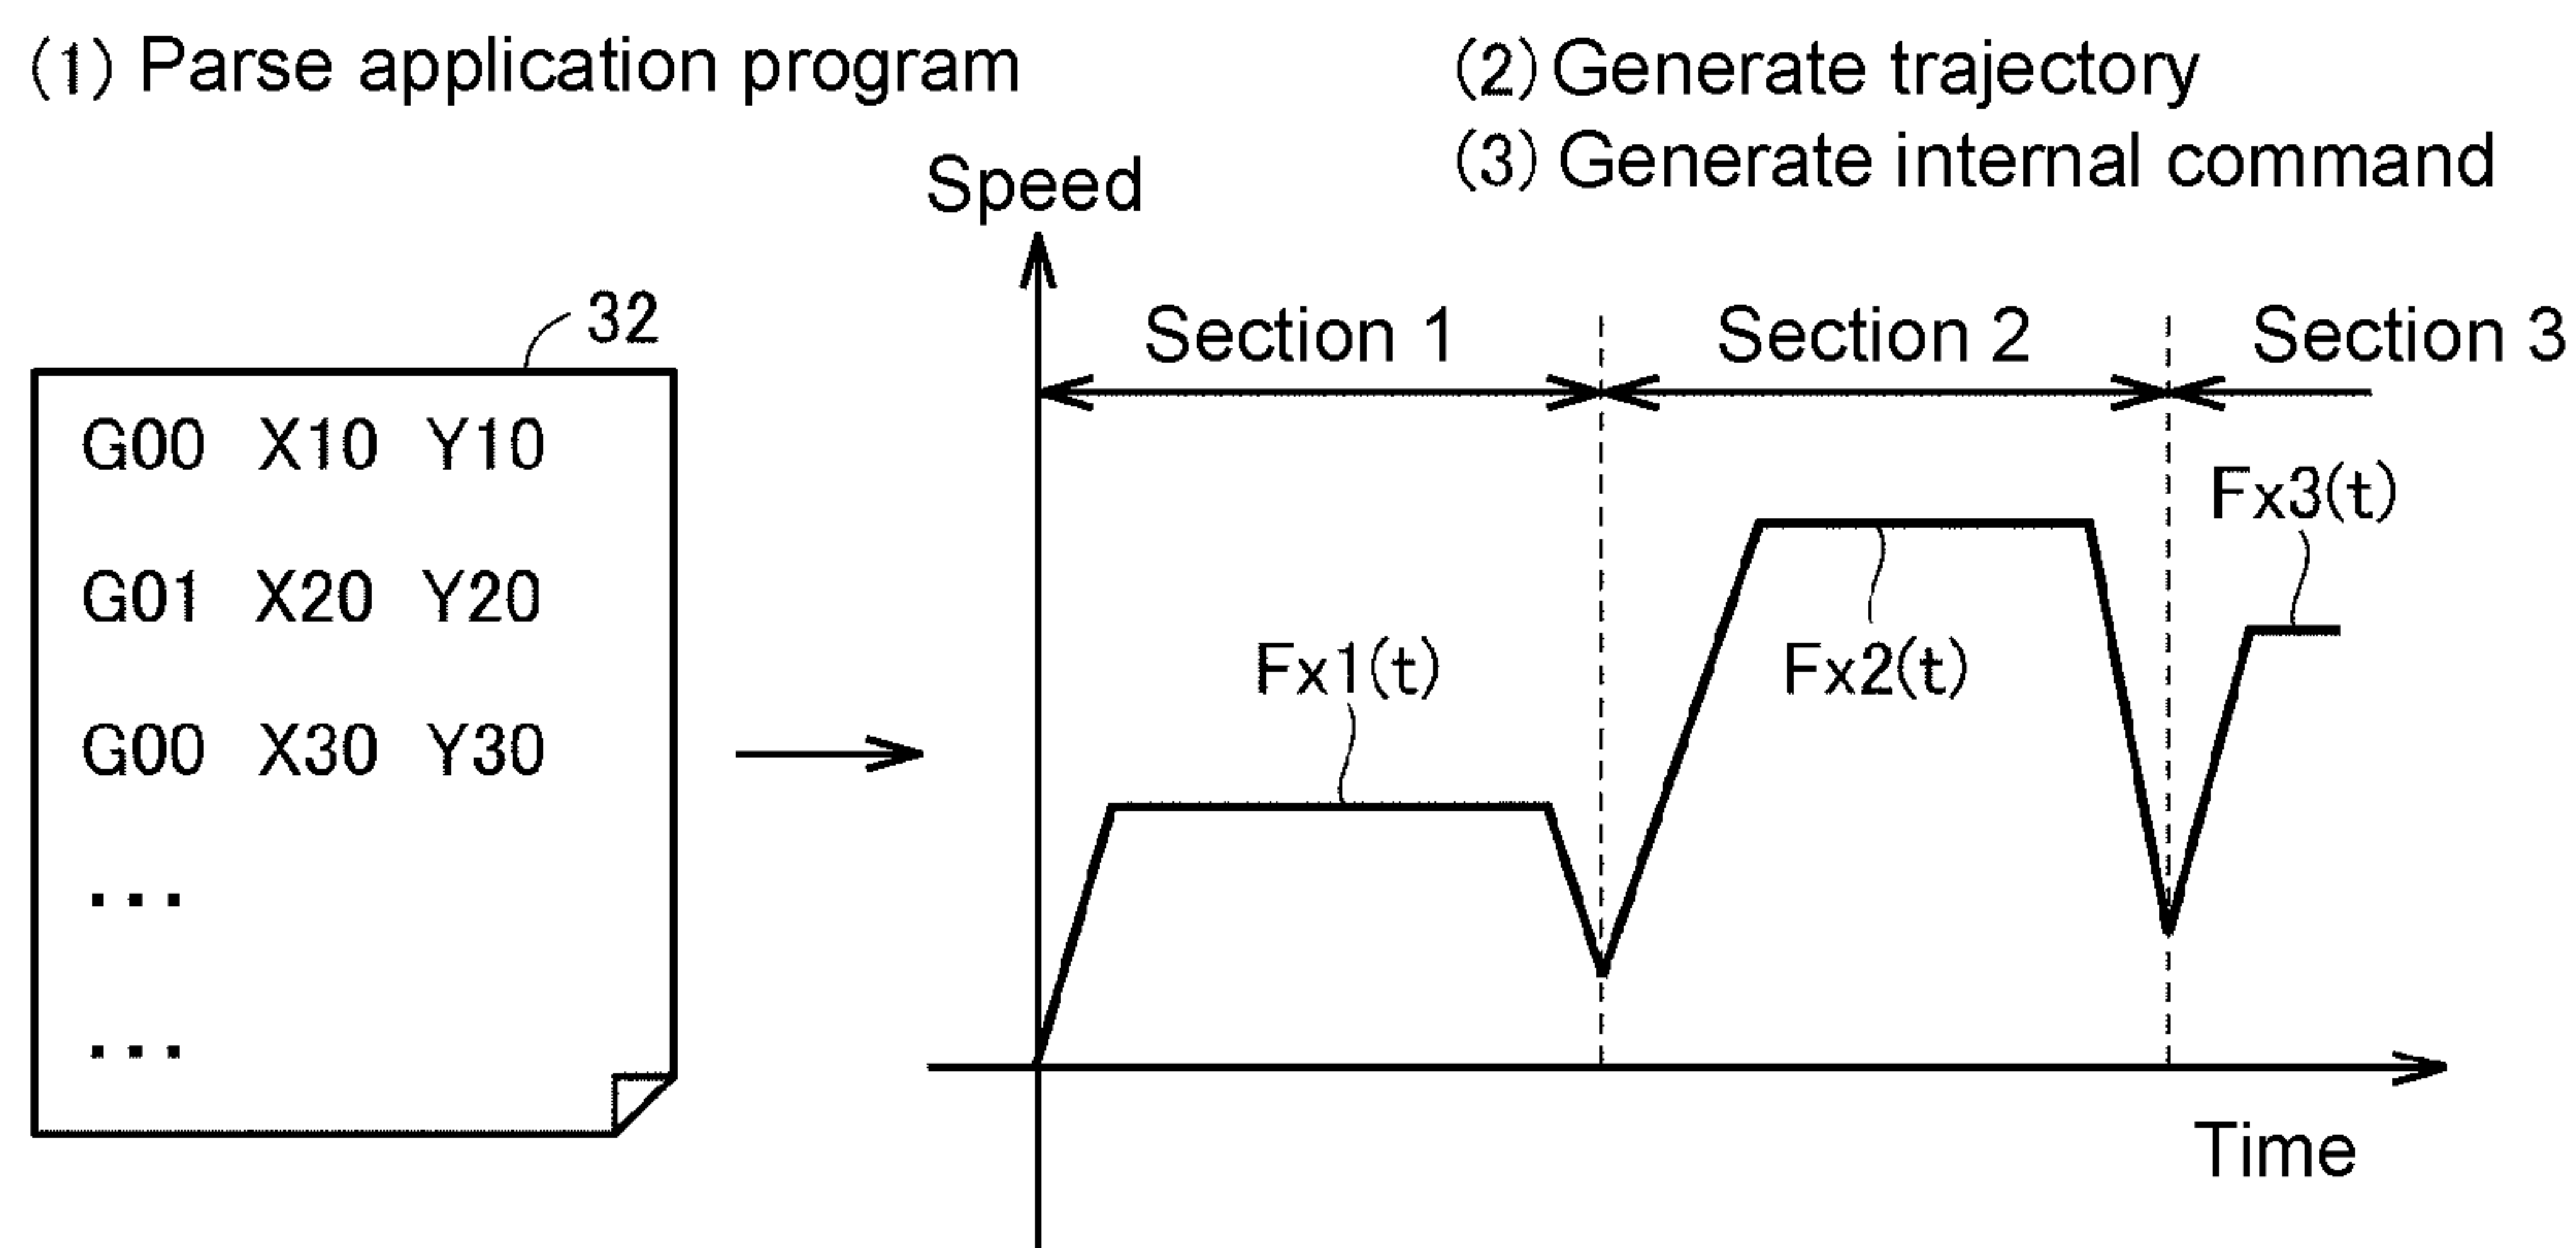 (1) Parse application program
(2) Generate trajectory
(3) Generate internal command
32
G00 X10 Y10
G01 X20 Y20
G00 X30 Y30
...
...
Speed
Section 1
Section 2
Section 3
Fx1(t)
Fx2(t)
Fx3(t)
Time